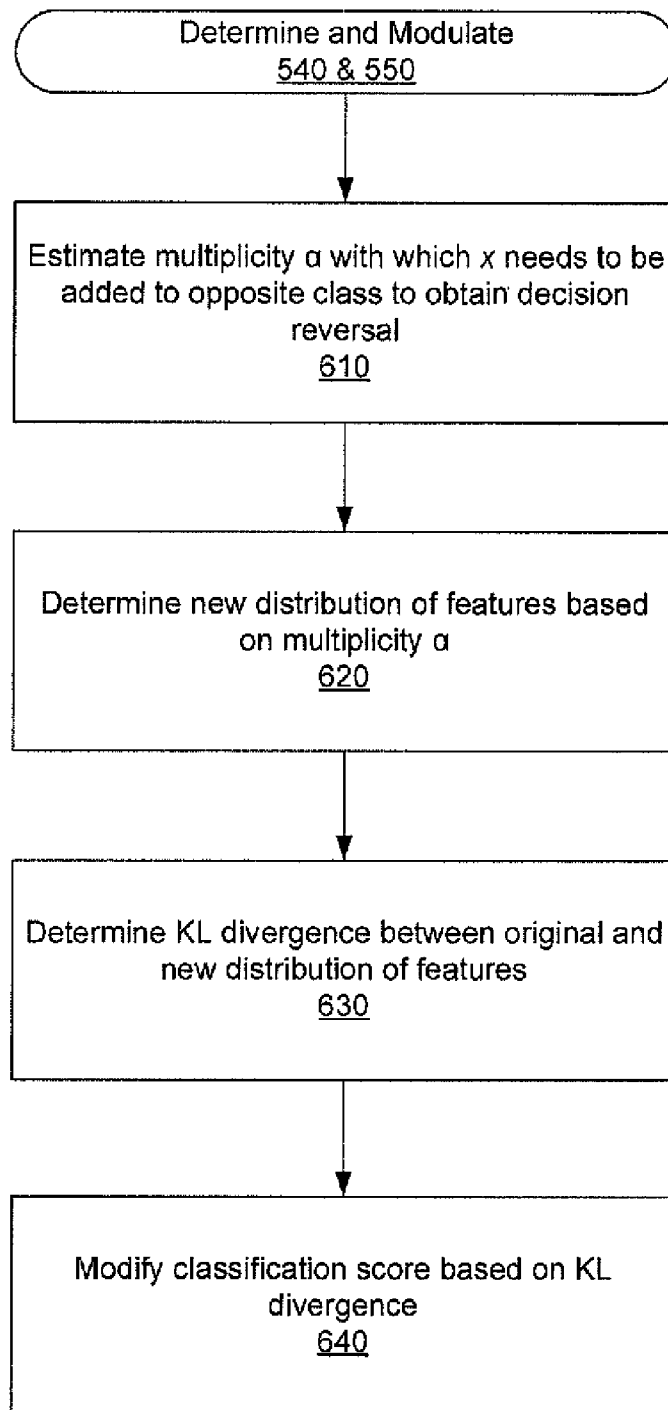 Determine and Modulate
540 & 550
Estimate multiplicity α with which x needs to be
added to opposite class to obtain decision
reversal
610
Determine new distribution of features based
on multiplicity α
620
Determine KL divergence between original and
new distribution of features
630
Modify classification score based on KL
divergence
640